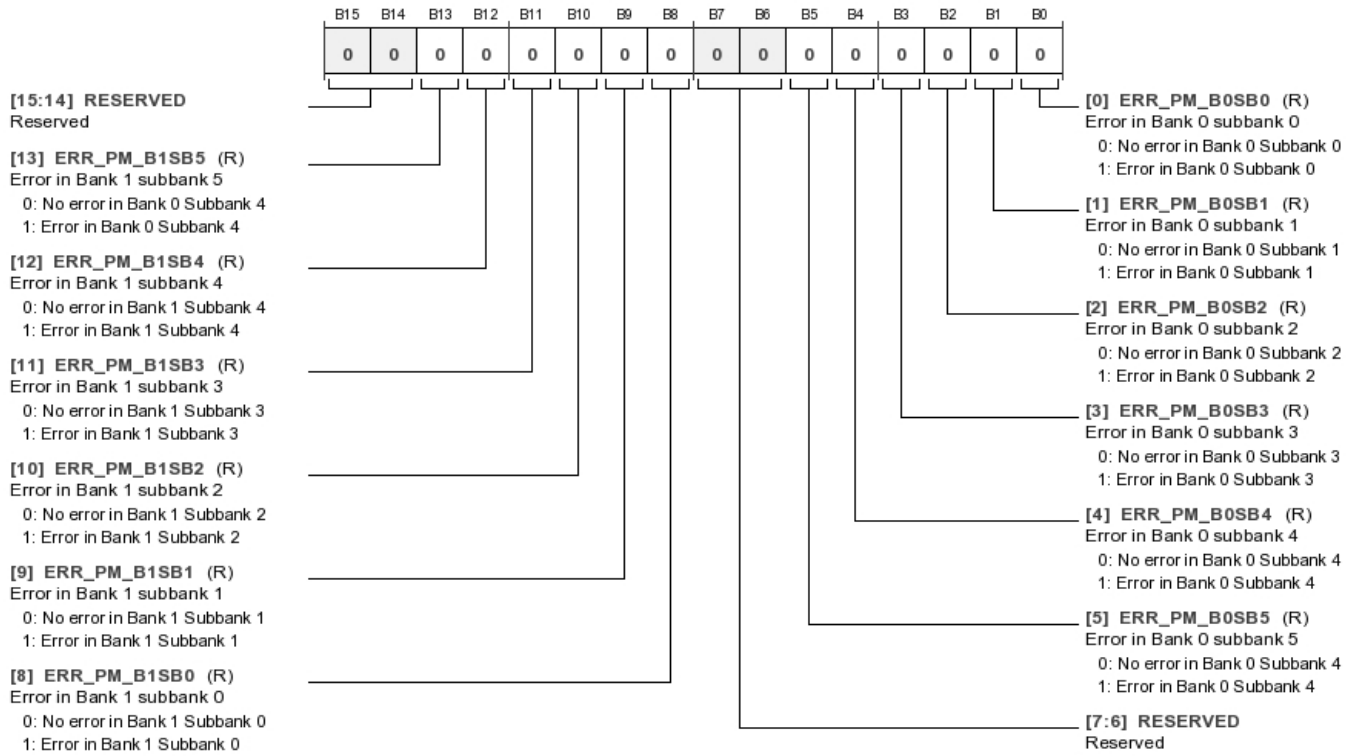 B15 B14 B13 B12 B11 B10 B9 B8 B7 B6 B5 B4 B3 B2 B1 B0
0 0 0 0 0 0 0 0 0 0 0 0 0 0 0 0
[15:14] RESERVED
Reserved
[13] ERR_PM_B1SB5 (R)
Error in Bank 1 subbank 5
0: No error in Bank 0 Subbank 4
1: Error in Bank 0 Subbank 4
[12] ERR_PM_B1SB4 (R)
Error in Bank 1 subbank 4
0: No error in Bank 1 Subbank 4
1: Error in Bank 1 Subbank 4
[11] ERR_PM_B1SB3 (R)
Error in Bank 1 subbank 3
0: No error in Bank 1 Subbank 3
1: Error in Bank 1 Subbank 3
[10] ERR_PM_B1SB2 (R)
Error in Bank 1 subbank 2
0: No error in Bank 1 Subbank 2
1: Error in Bank 1 Subbank 2
[9] ERR_PM_B1SB1 (R)
Error in Bank 1 subbank 1
0: No error in Bank 1 Subbank 1
1: Error in Bank 1 Subbank 1
[8] ERR_PM_B1SB0 (R)
Error in Bank 1 subbank 0
0: No error in Bank 1 Subbank 0
1: Error in Bank 1 Subbank 0
[0] ERR_PM_B0SB0 (R)
Error in Bank 0 subbank 0
0: No error in Bank 0 Subbank 0
1: Error in Bank 0 Subbank 0
[1] ERR_PM_B0SB1 (R)
Error in Bank 0 subbank 1
0: No error in Bank 0 Subbank 1
1: Error in Bank 0 Subbank 1
[2] ERR_PM_B0SB2 (R)
Error in Bank 0 subbank 2
0: No error in Bank 0 Subbank 2
1: Error in Bank 0 Subbank 2
[3] ERR_PM_B0SB3 (R)
Error in Bank 0 subbank 3
0: No error in Bank 0 Subbank 3
1: Error in Bank 0 Subbank 3
[4] ERR_PM_B0SB4 (R)
Error in Bank 0 subbank 4
0: No error in Bank 0 Subbank 4
1: Error in Bank 0 Subbank 4
[5] ERR_PM_B0SB5 (R)
Error in Bank 0 subbank 5
0: No error in Bank 0 Subbank 4
1: Error in Bank 0 Subbank 4
[7:6] RESERVED
Reserved